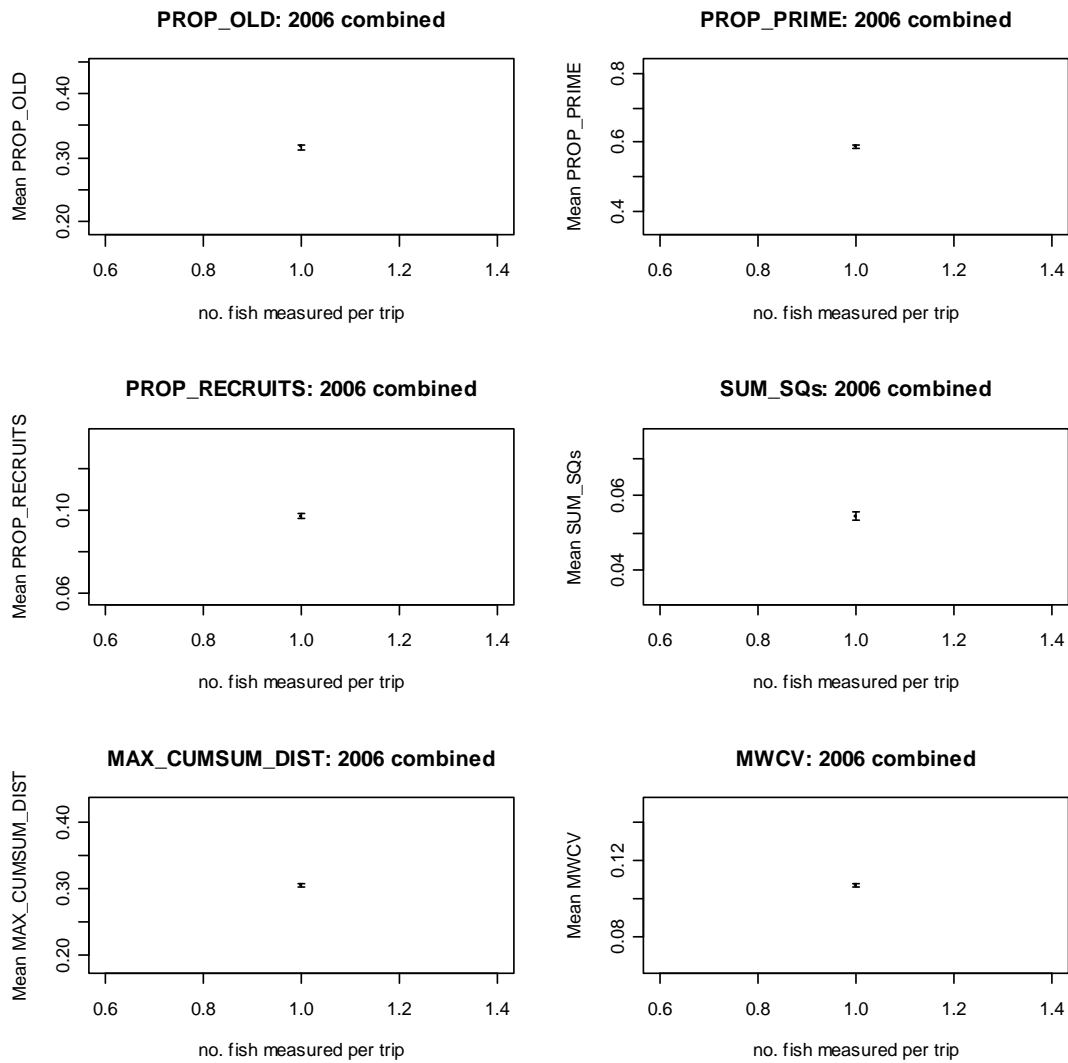 PROP_OLD: 2006 combined
Mean PROP_OLD
0.20 0.30 0.40
0.6 0.8 1.0 1.2 1.4
no. fish measured per trip
PROP_PRIME: 2006 combined
Mean PROP_PRIME
0.4 0.6 0.8
0.6 0.8 1.0 1.2 1.4
no. fish measured per trip
PROP_RECRUITS: 2006 combined
Mean PROP_RECRUITS
0.06 0.10
0.6 0.8 1.0 1.2 1.4
no. fish measured per trip
SUM_SQs: 2006 combined
Mean SUM_SQs
0.04 0.06
0.6 0.8 1.0 1.2 1.4
no. fish measured per trip
MAX_CUMSUM_DIST: 2006 combined
Mean MAX_CUMSUM_DIST
0.20 0.30 0.40
0.6 0.8 1.0 1.2 1.4
no. fish measured per trip
MWCV: 2006 combined
Mean MWCV
0.08 0.12
0.6 0.8 1.0 1.2 1.4
no. fish measured per trip